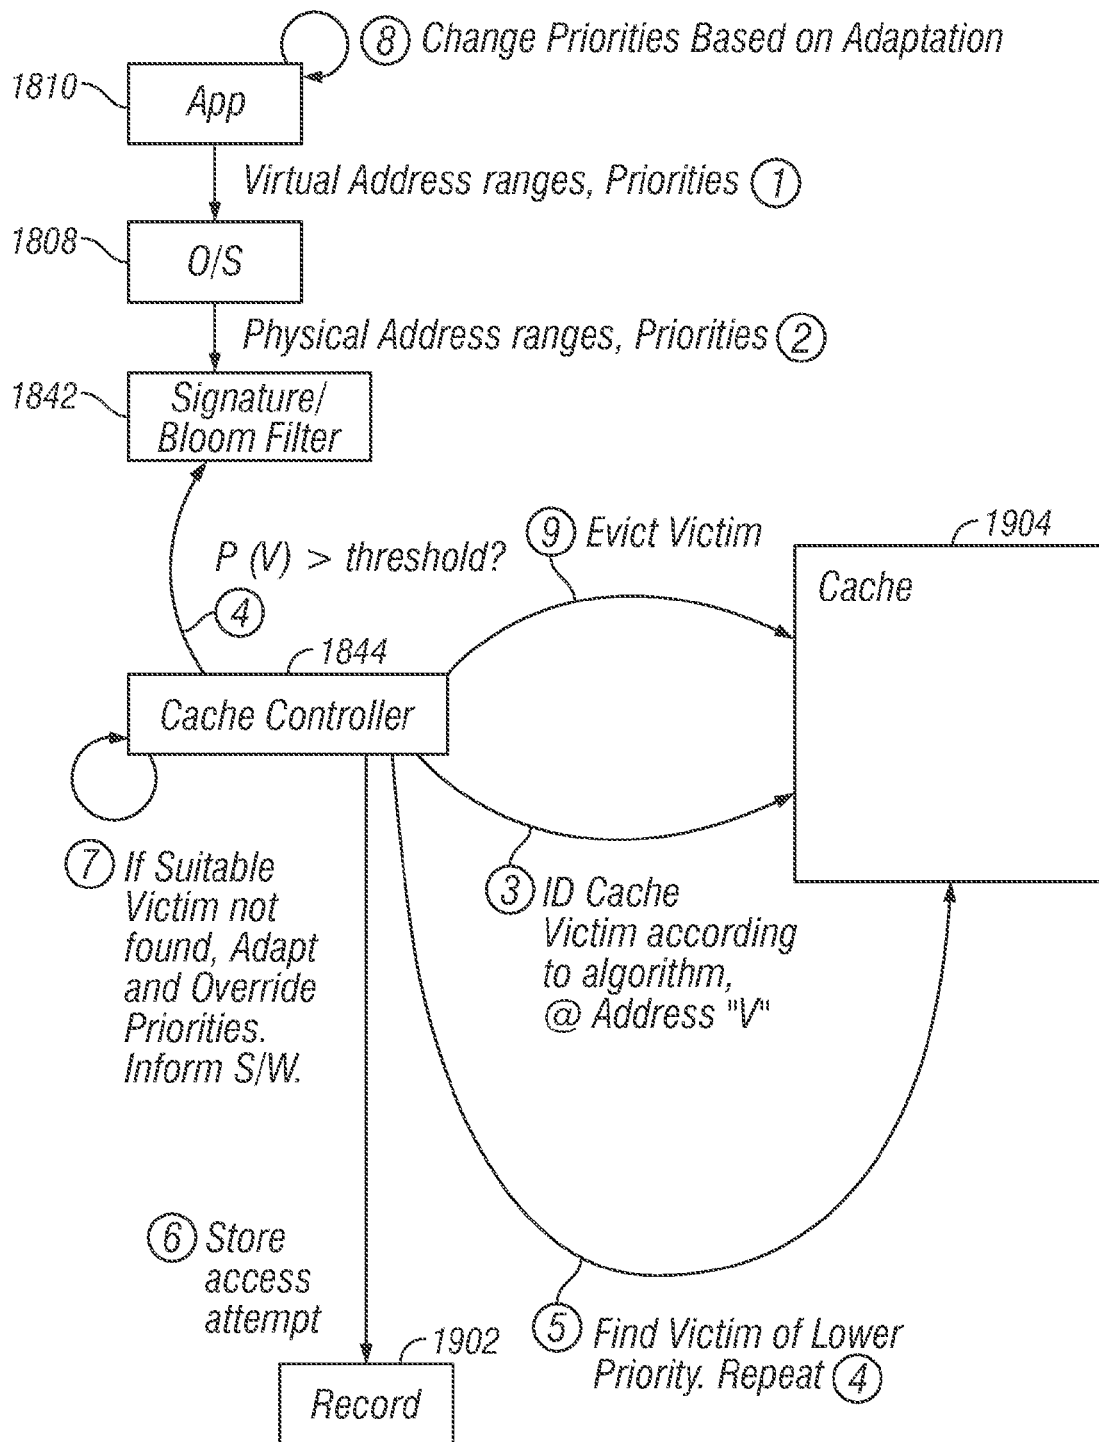 8 Change Priorities Based on Adaptation
1810
App
Virtual Address ranges, Priorities 1
1808
O/S
Physical Address ranges, Priorities 2
1842
Signature/
Bloom Filter
9 Evict Victim
1904
P (V) > threshold?
Cache
4
1844
Cache Controller
7 If Suitable
Victim not
found, Adapt
and Override
Priorities.
Inform S/W.
3 ID Cache
Victim according
to algorithm,
@ Address "V"
6 Store
access
attempt
5 Find Victim of Lower
Priority. Repeat 4
1902
Record